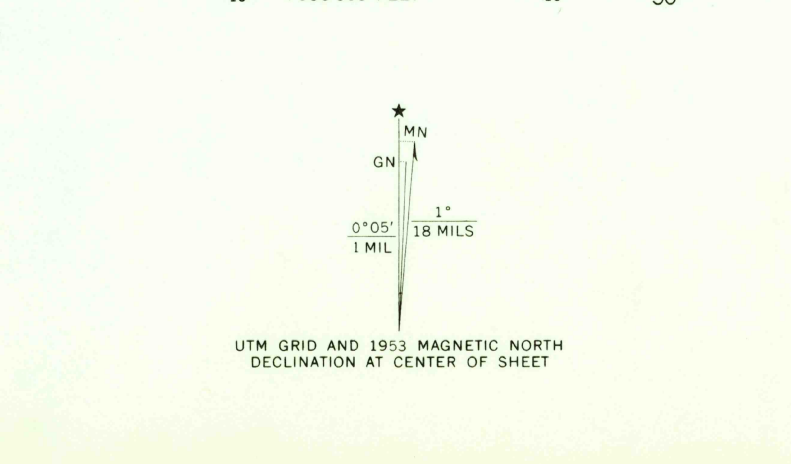 ★
MN
GN
0°05'
1 MIL
1°
18 MILS
UTM GRID AND 1953 MAGNETIC NORTH
DECLINATION AT CENTER OF SHEET